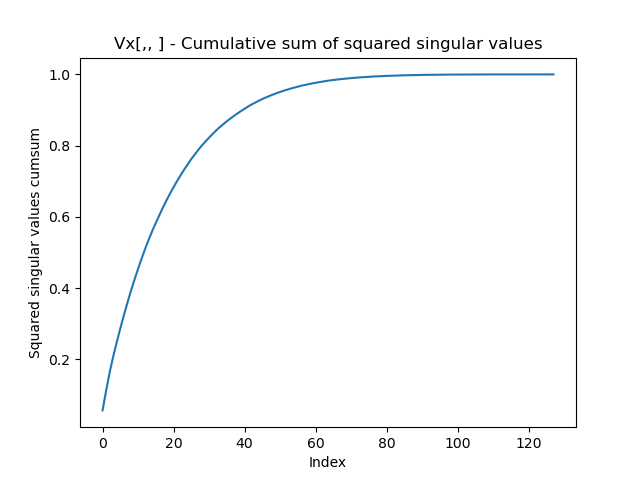 Vx[,, ] - Cumulative sum of squared singular values
Squared singular values cumsum
1.0
0.8
0.6
0.4
0.2
0 20 40 60 80 100 120
Index